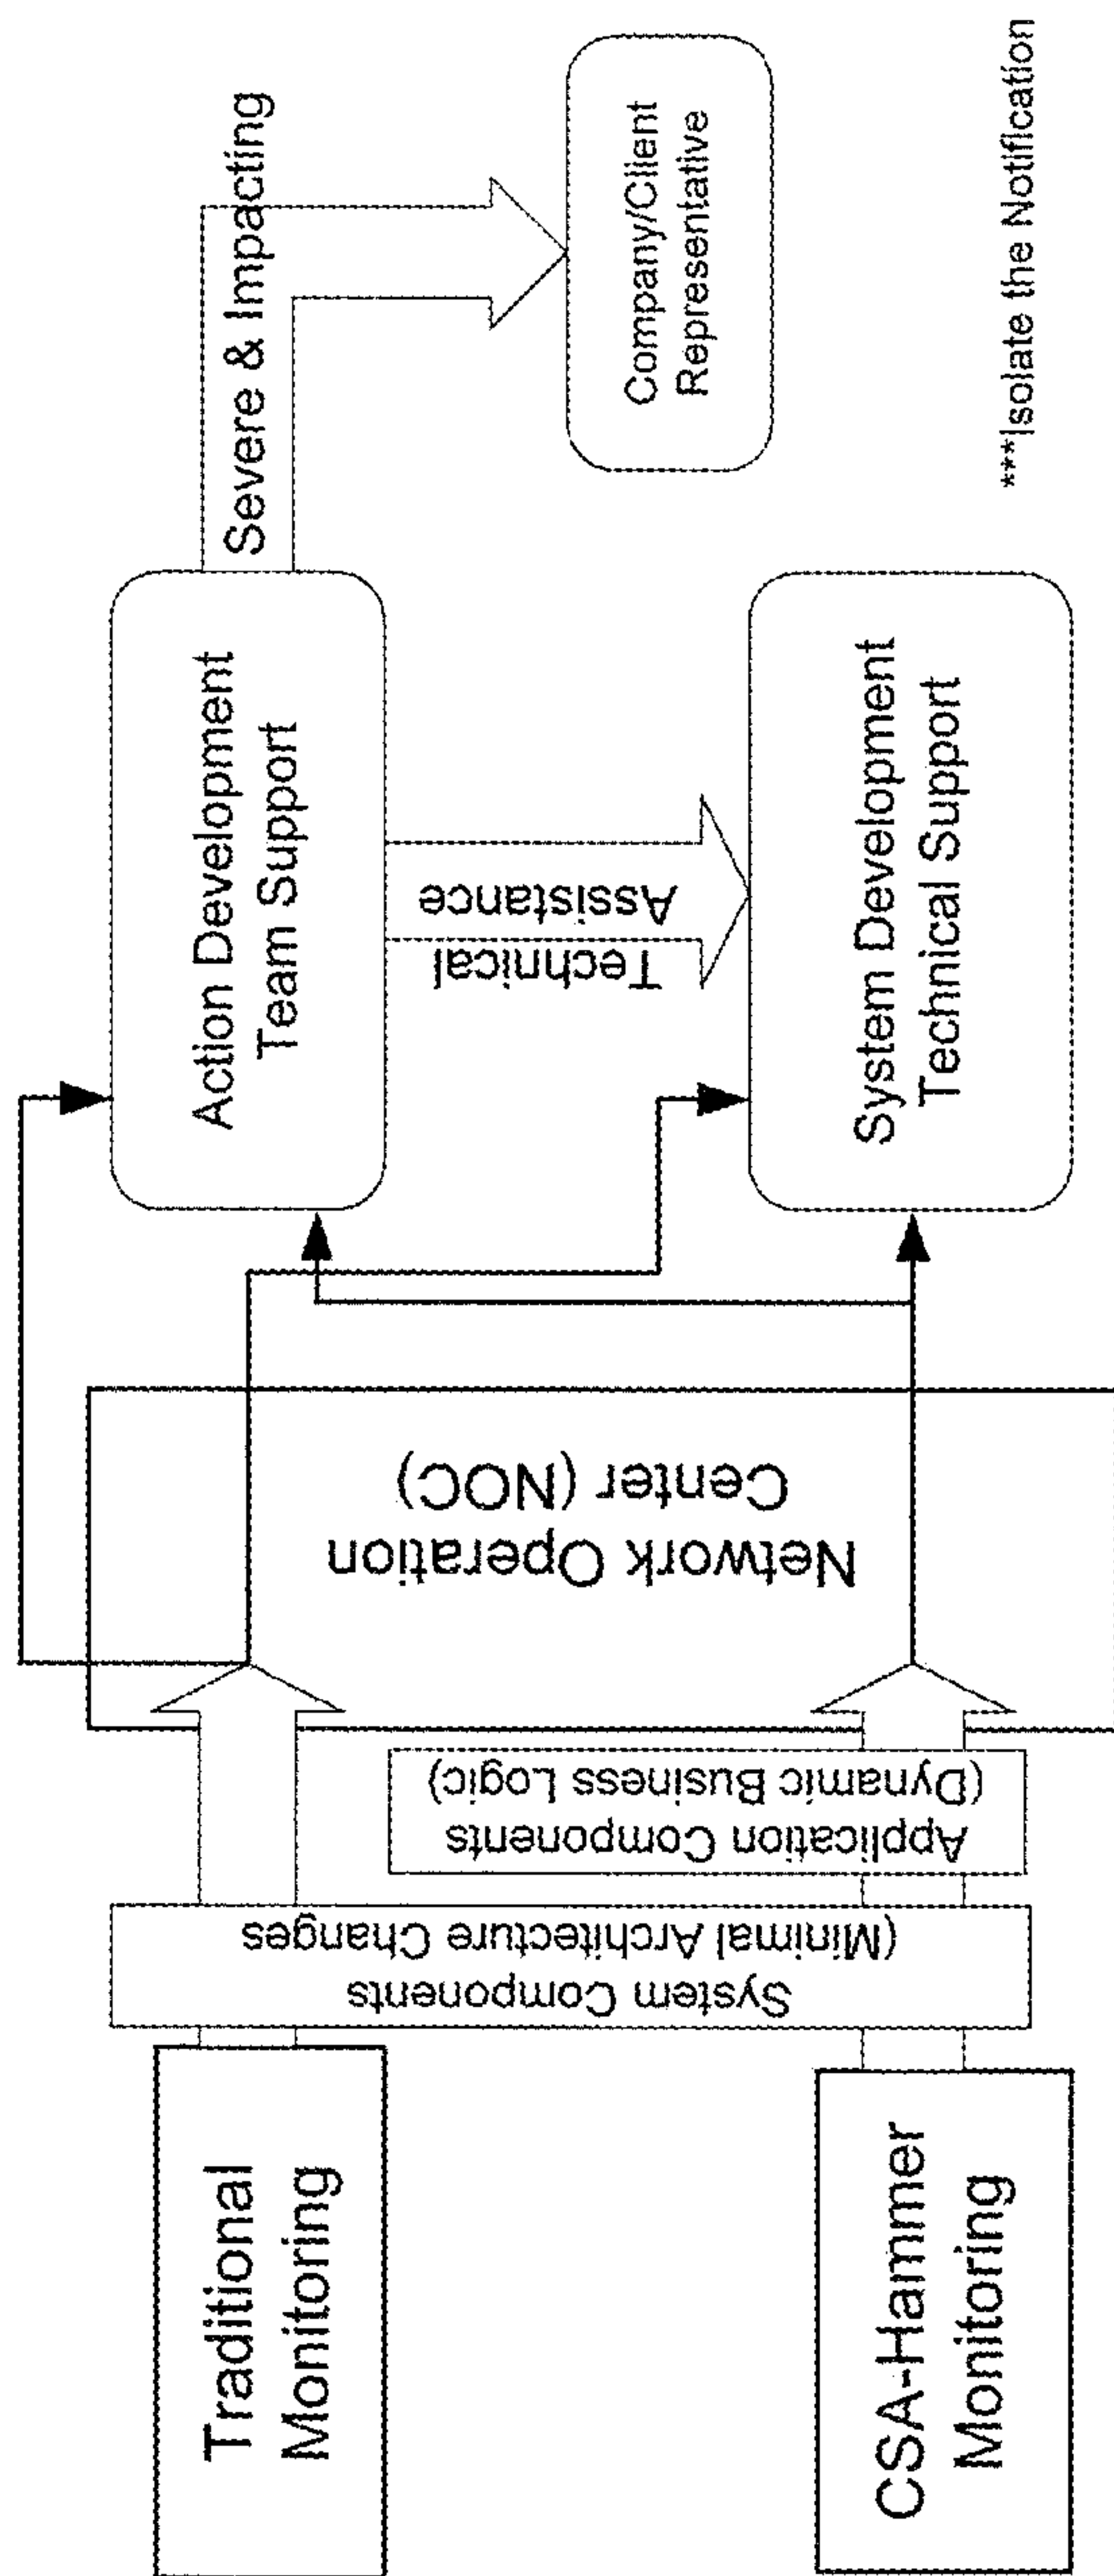 Traditional
Monitoring
CSA-Hammer
Monitoring
System Components
(Minimal Architecture Changes
Application Components
(Dynamic Business Logic)
Network Operation
Center (NOC)
Action Development
Team Support
Technical
Assistance
System Development
Technical Support
Severe & Impacting
Company/Client
Representative
***Isolate the Notification